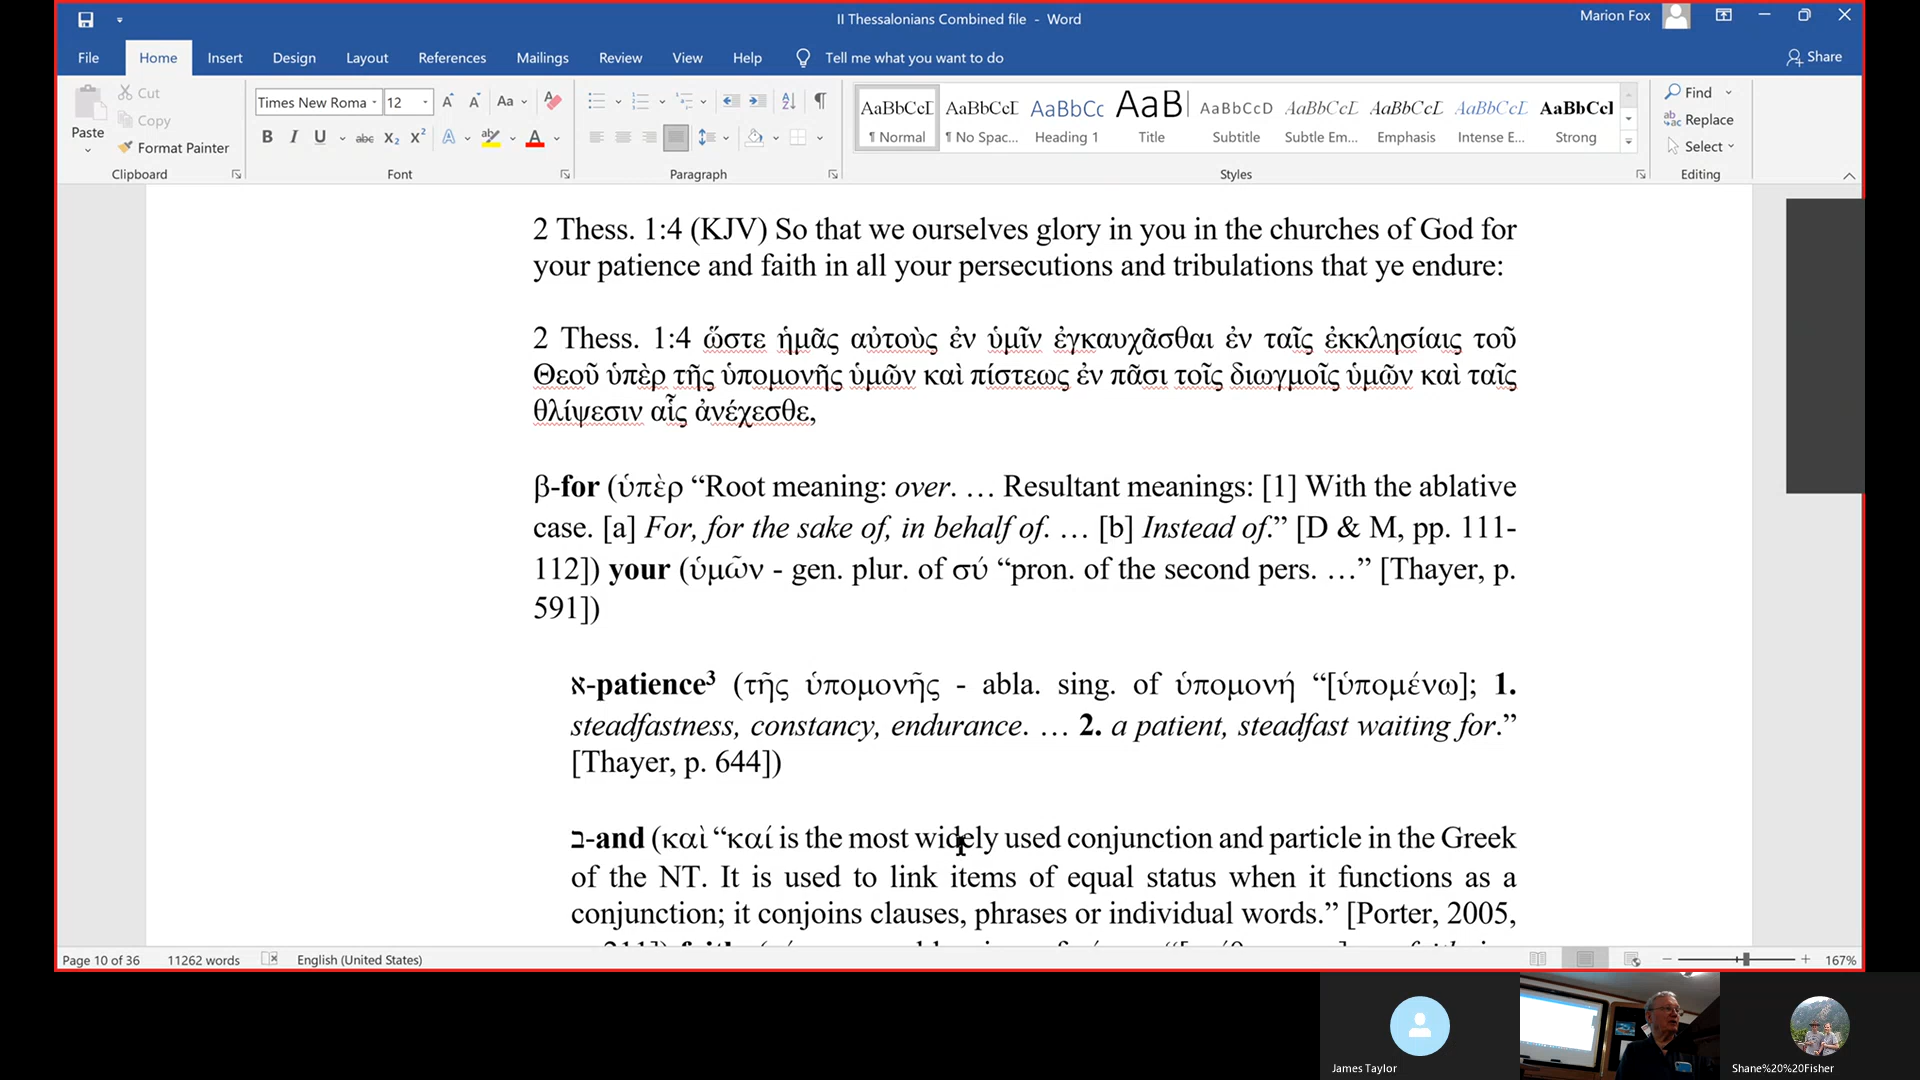 II Thessalonians Combined file - Word
Marion Fox
File Home Insert Design Layout References Mailings Review View Help Tell me what you want to do Share
Paste
Cut
Copy
Format Painter
Clipboard
Times New Roma 12
Font
Paragraph
AaBbCcD AaBbCcD AaBbCc AaB AaBbCcD AaBbCcD AaBbCcD AaBbCcD AaBbCcl
¶ Normal ¶ No Spac... Heading 1 Title Subtitle Subtle Em... Emphasis Intense E... Strong
Styles
Find
Replace
Select
Editing
2 Thess. 1:4 (KJV) So that we ourselves glory in you in the churches of God for
your patience and faith in all your persecutions and tribulations that ye endure:
2 Thess. 1:4 ὥστε ἡμᾶς αὐτοὺς ἐν ὑμῖν ἐγκαυχᾶσθαι ἐν ταῖς ἐκκλησίαις τοῦ
Θεοῦ ὑπὲρ τῆς ὑπομονῆς ὑμῶν καὶ πίστεως ἐν πᾶσι τοῖς διωγμοῖς ὑμῶν καὶ ταῖς
θλίψεσιν αἷς ἀνέχεσθε,
β-for (ὑπὲρ “Root meaning: over. … Resultant meanings: [1] With the ablative
case. [a] For, for the sake of, in behalf of. … [b] Instead of.” [D & M, pp. 111-
112]) your (ὑμῶν - gen. plur. of σύ “pron. of the second pers. …” [Thayer, p.
591])
א-patience³ (τῆς ὑπομονῆς - abla. sing. of ὑπομονή “[ὑπομένω]; 1.
steadfastness, constancy, endurance. … 2. a patient, steadfast waiting for.”
[Thayer, p. 644])
ב-and (καὶ “καί is the most widely used conjunction and particle in the Greek
of the NT. It is used to link items of equal status when it functions as a
conjunction; it conjoins clauses, phrases or individual words.” [Porter, 2005,
Page 10 of 36 11262 words English (United States) 167%
James Taylor
Shane%20%20Fisher